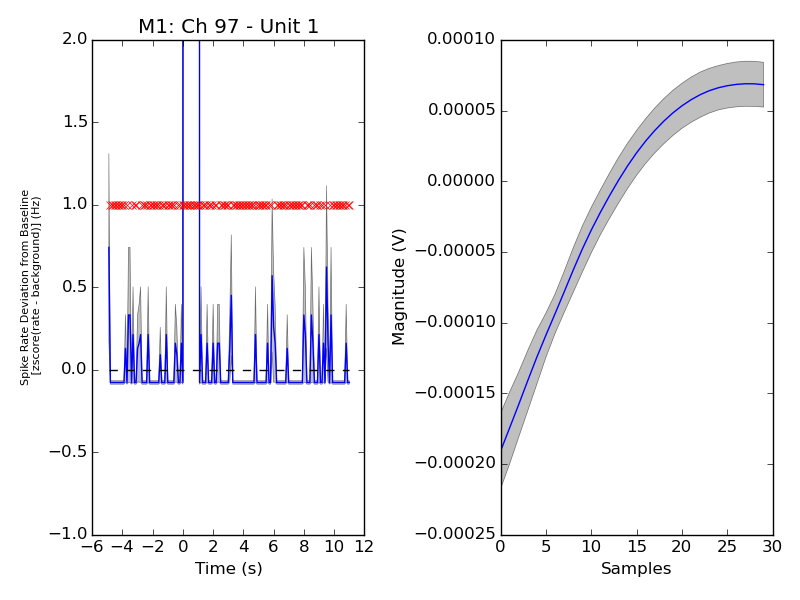 M1: Ch 97 - Unit 1
2.0
1.5
1.0
0.5
0.0
−0.5
−1.0
−6 −4 −2 0 2 4 6 8 10 12
Time (s)
Spike Rate Deviation from Baseline
[zscore(rate - background)] (Hz)
0.00010
0.00005
0.00000
−0.00005
−0.00010
−0.00015
−0.00020
−0.00025
0 5 10 15 20 25 30
Samples
Magnitude (V)